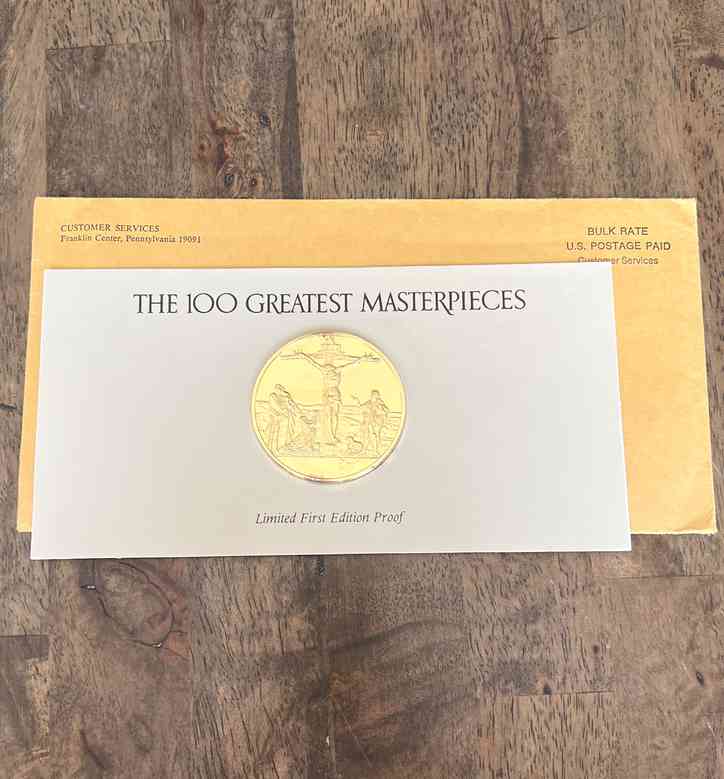 CUSTOMER SERVICES
Franklin Center, Pennsylvania 19091
BULK RATE
U.S. POSTAGE PAID
Customer Services
THE 100 GREATEST MASTERPIECES
Limited First Edition Proof